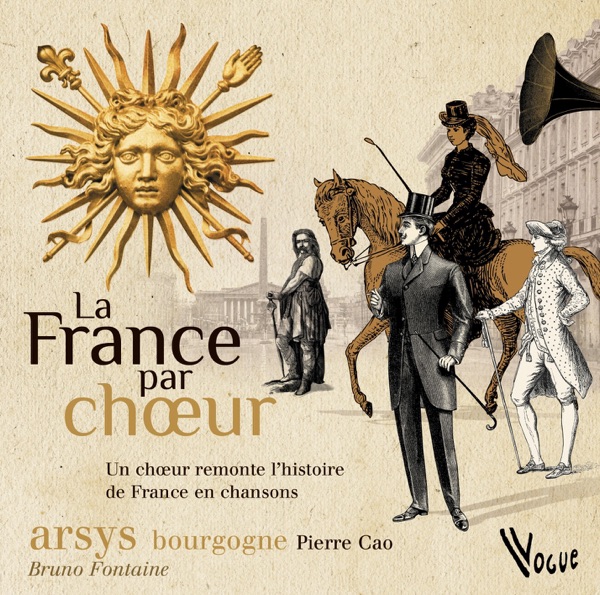 La
France
par
chœur
Un chœur remonte l'histoire
de France en chansons
arsys bourgogne Pierre Cao
Bruno Fontaine
VOGUE